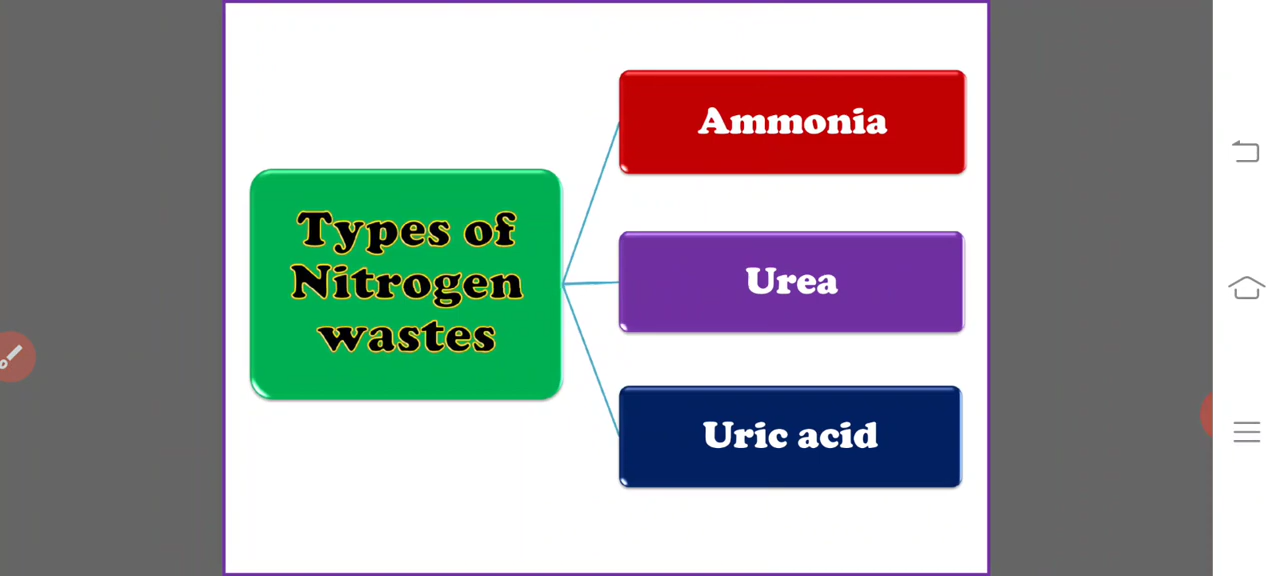 Types of
Nitrogen
wastes
Ammonia
Urea
Uric acid